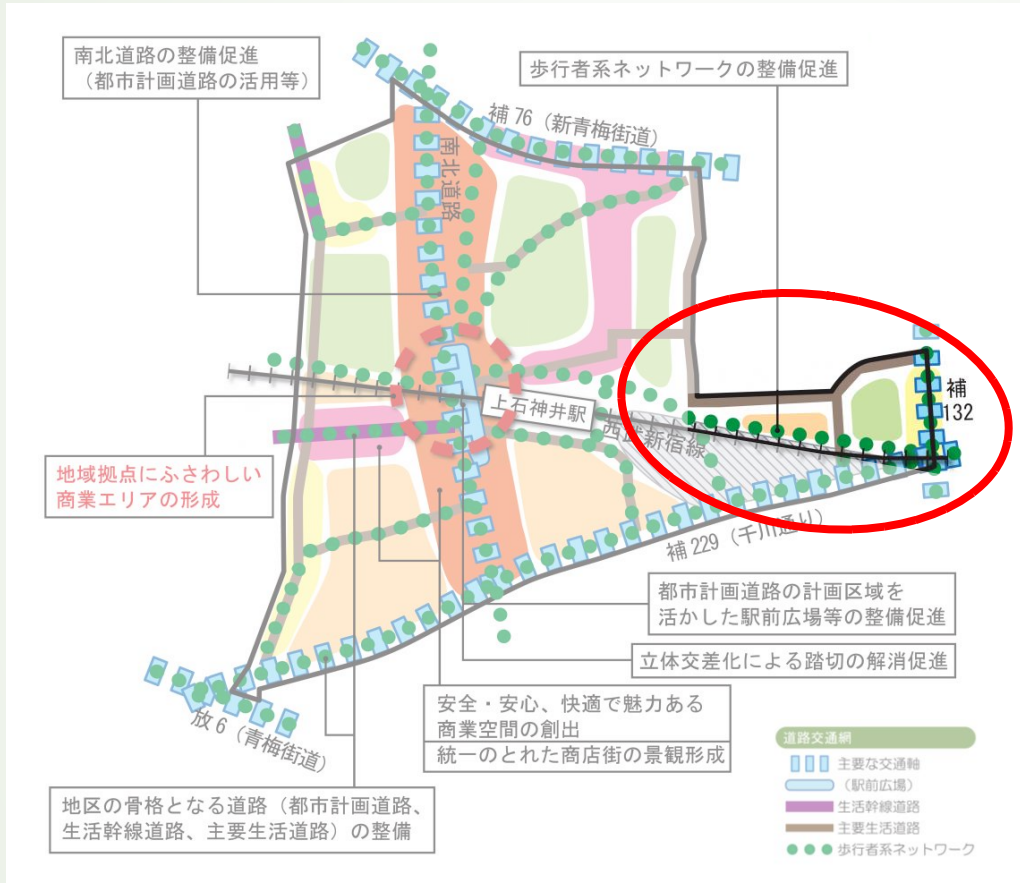 南北道路の整備促進
（都市計画道路の活用等）
歩行者系ネットワークの整備促進
補 76（新青梅街道）
南北道路
上石神井駅
西武新宿線
補
132
地域拠点にふさわしい
商業エリアの形成
補 229（千川通り）
都市計画道路の計画区域を
活かした駅前広場等の整備促進
立体交差化による踏切の解消促進
安全・安心、快適で魅力ある
商業空間の創出
統一のとれた商店街の景観形成
放 6（青梅街道）
地区の骨格となる道路（都市計画道路、
生活幹線道路、主要生活道路）の整備
道路交通網
主要な交通軸
（駅前広場）
生活幹線道路
主要生活道路
歩行者系ネットワーク